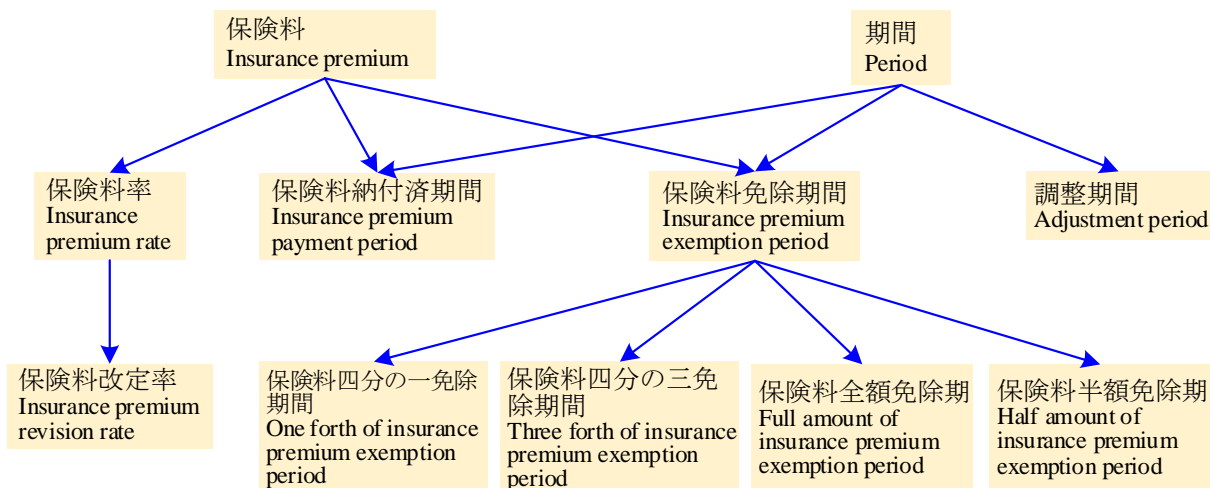 保険料
Insurance premium
期間
Period
保険料率
Insurance
premium rate
保険料納付済期間
Insurance premium
payment period
保険料免除期間
Insurance premium
exemption period
調整期間
Adjustment period
保険料改定率
Insurance premium
revision rate
保険料四分の一免除
期間
One forth of insurance
premium exemption
period
保険料四分の三免
除期間
Three forth of insurance
premium exemption
period
保険料全額免除期
Full amount of
insurance premium
exemption period
保険料半額免除期
Half amount of
insurance premium
exemption period